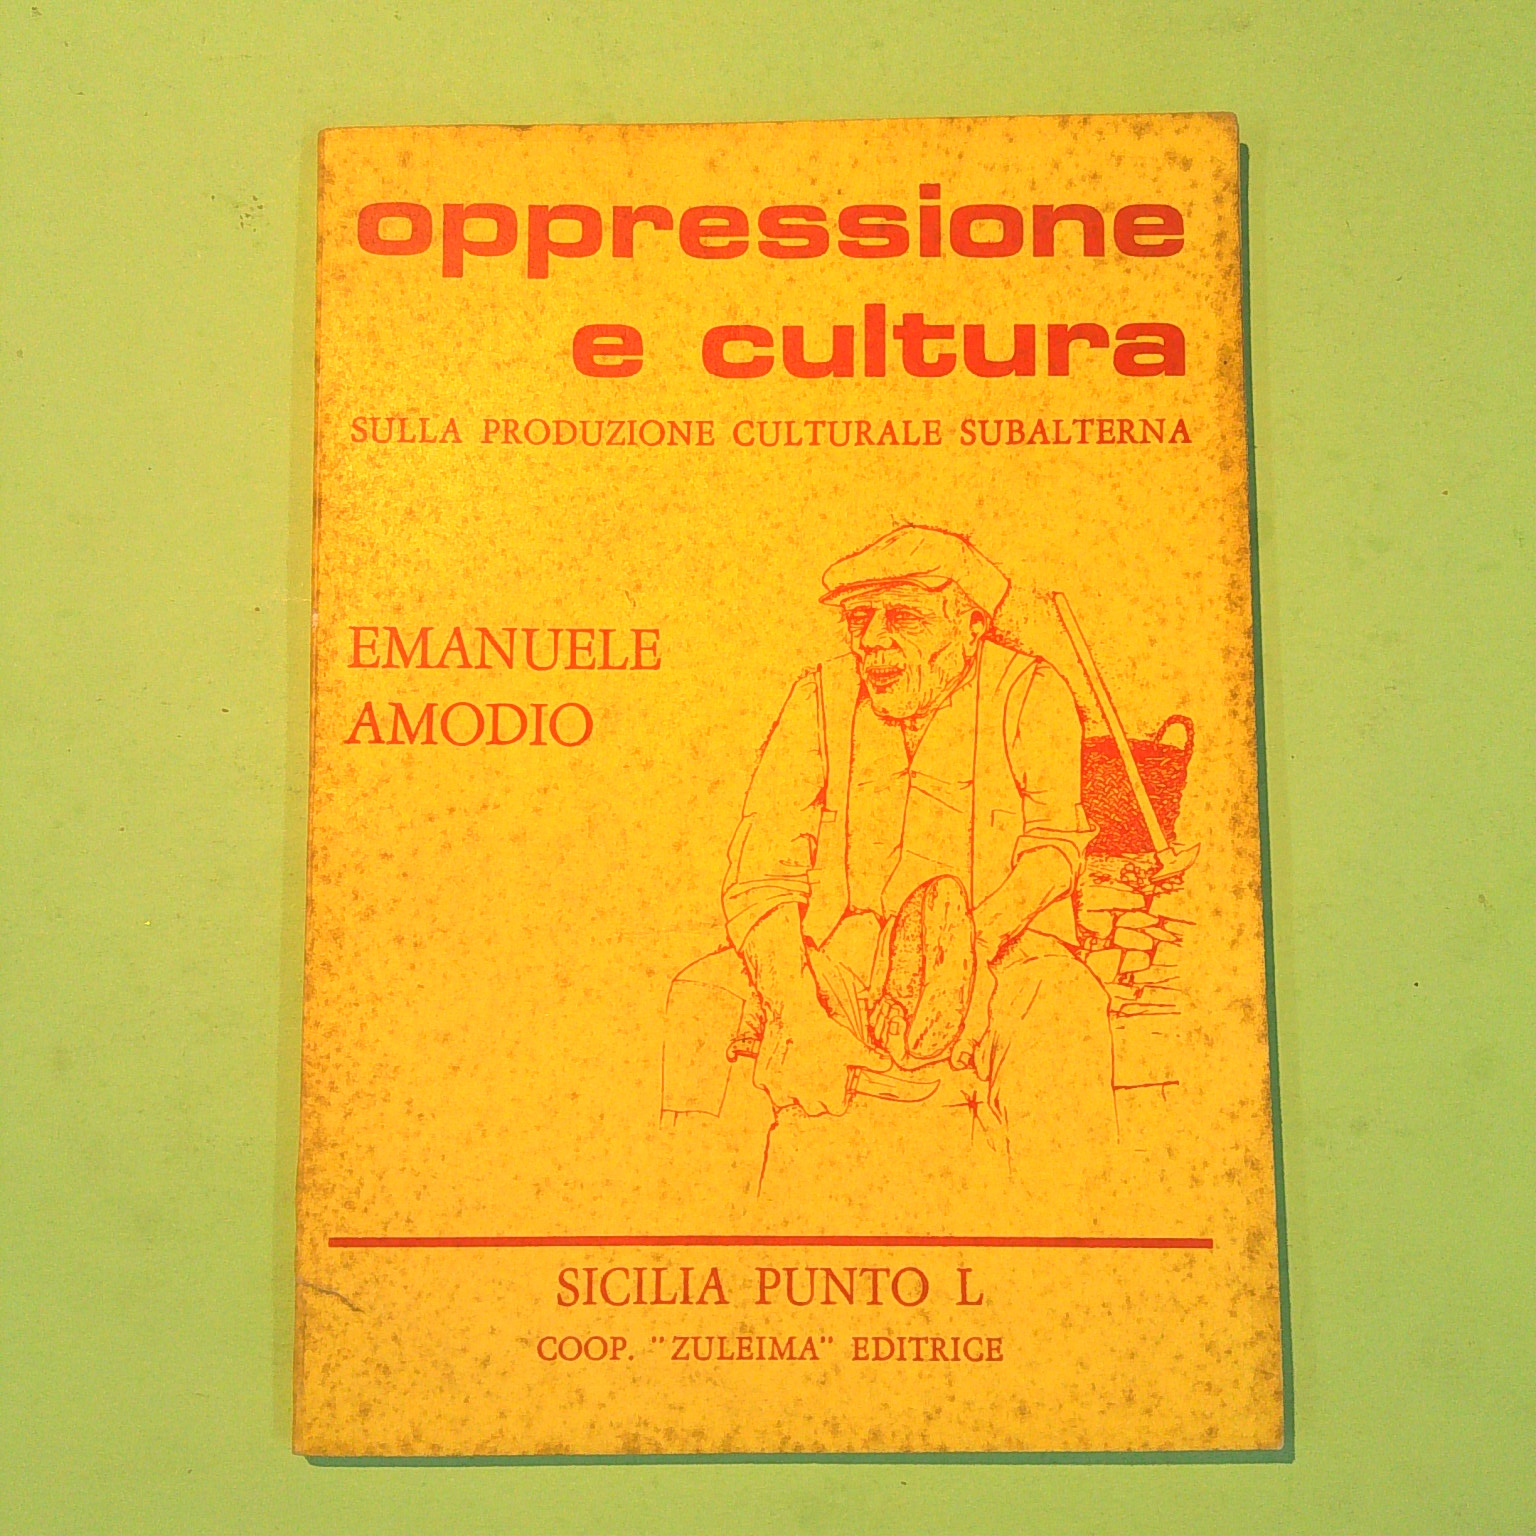 oppressione
e cultura
SULLA PRODUZIONE CULTURALE SUBALTERNA
EMANUELE
AMODIO
SICILIA PUNTO L
COOP. "ZULEIMA" EDITRICE